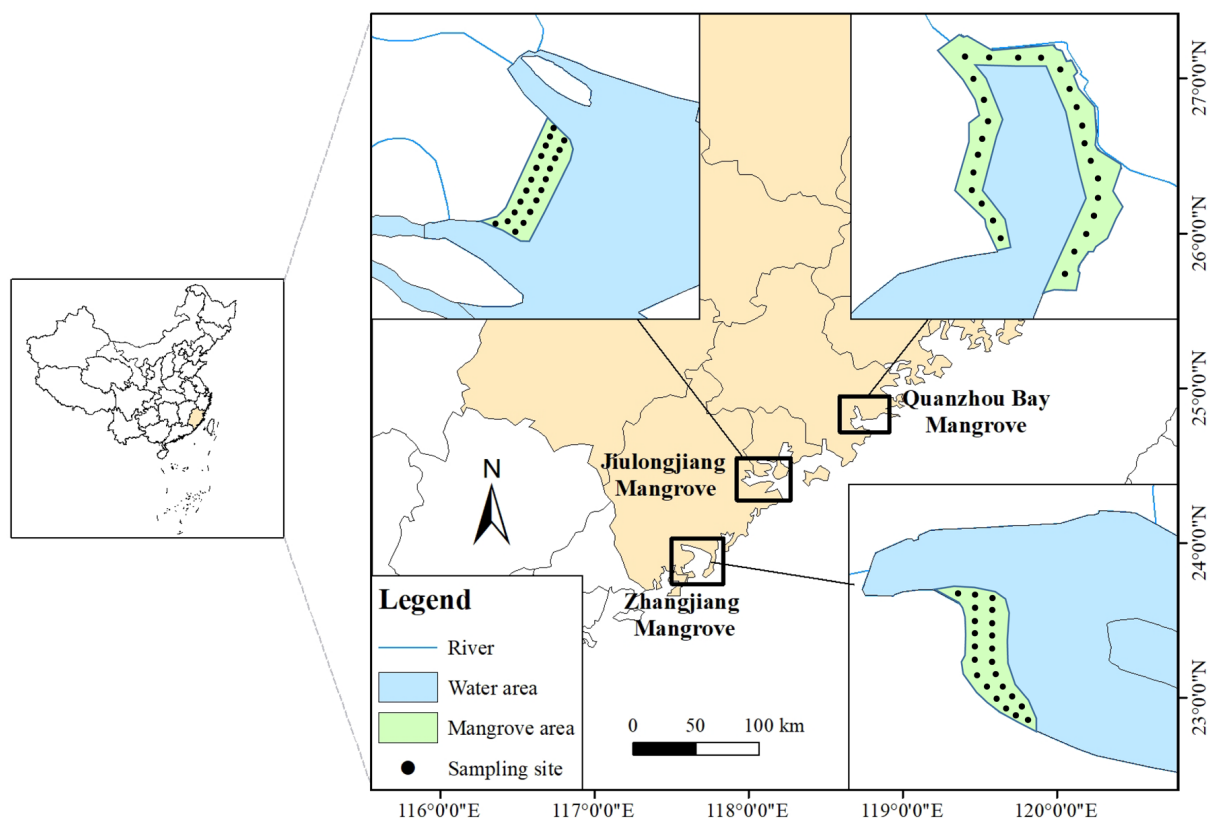 27°0'0"N
26°0'0"N
25°0'0"N
24°0'0"N
23°0'0"N
Quanzhou Bay
Mangrove
Jiulongjiang
Mangrove
N
Zhangjiang
Mangrove
Legend
River
Water area
Mangrove area
Sampling site
0 50 100 km
116°0'0"E 117°0'0"E 118°0'0"E 119°0'0"E 120°0'0"E